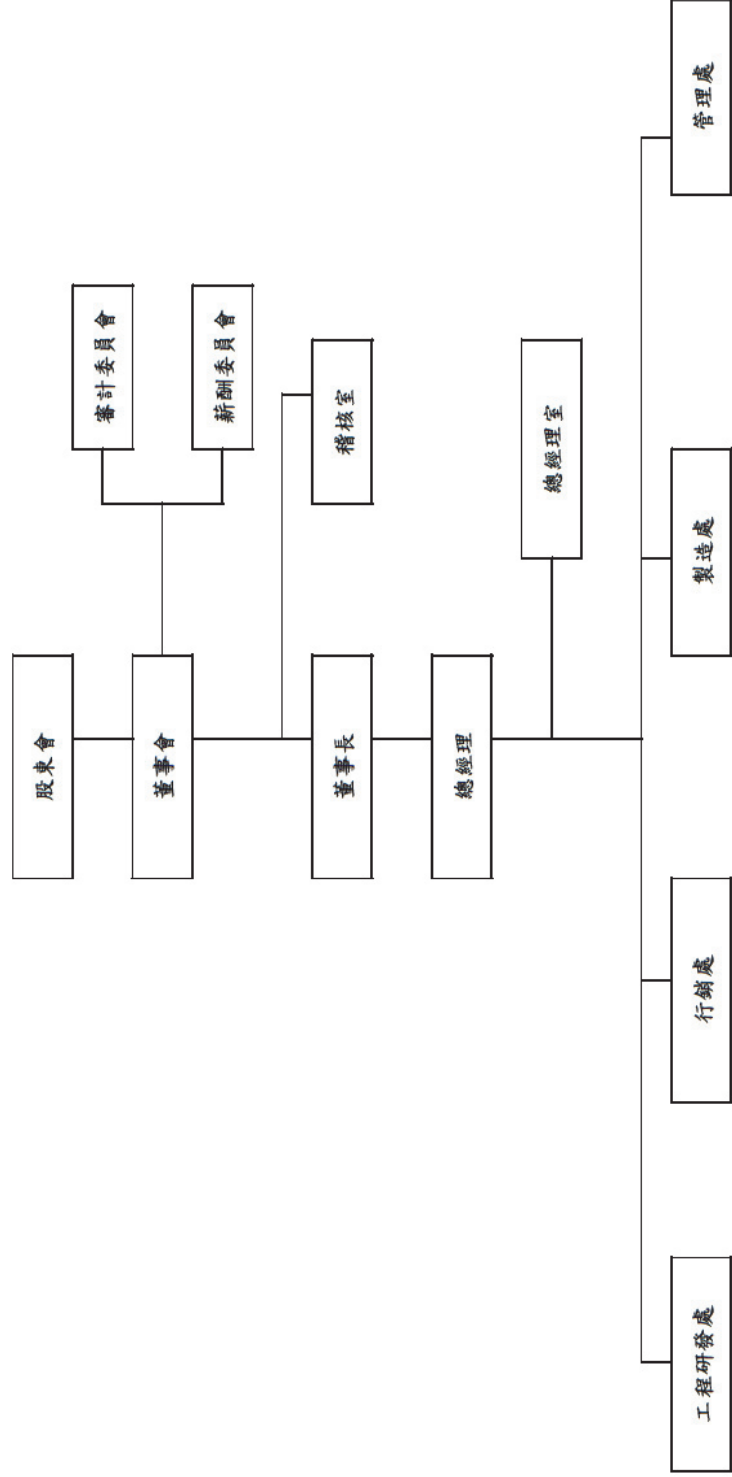 股東會
董事會
審計委員會
薪酬委員會
稽核室
董事長
總經理
總經理室
工程研發處
行銷處
製造處
管理處